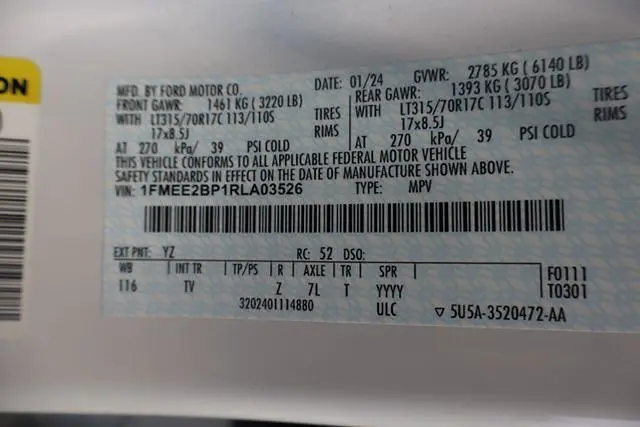 ON
MFD. BY FORD MOTOR CO.
DATE: 01/24
GVWR: 2785 KG ( 6140 LB)
FRONT GAWR: 1461 KG ( 3220 LB)
WITH LT315/70R17C 113/110S TIRES
17x8.5J RIMS
AT 270 kPa/ 39 PSI COLD
REAR GAWR: 1393 KG ( 3070 LB)
WITH LT315/70R17C 113/110S TIRES
17x8.5J RIMS
AT 270 kPa/ 39 PSI COLD
THIS VEHICLE CONFORMS TO ALL APPLICABLE FEDERAL MOTOR VEHICLE
SAFETY STANDARDS IN EFFECT ON THE DATE OF MANUFACTURE SHOWN ABOVE.
VIN: 1FMEE2BP1RLA03526 TYPE: MPV
EXT PNT: YZ RC: 52 DSO:
WB INT TR TP/PS R AXLE TR SPR
116 TV Z 7L T YYYY
F0111
T0301
3202401114880 ULC ▽ 5U5A-3520472-AA